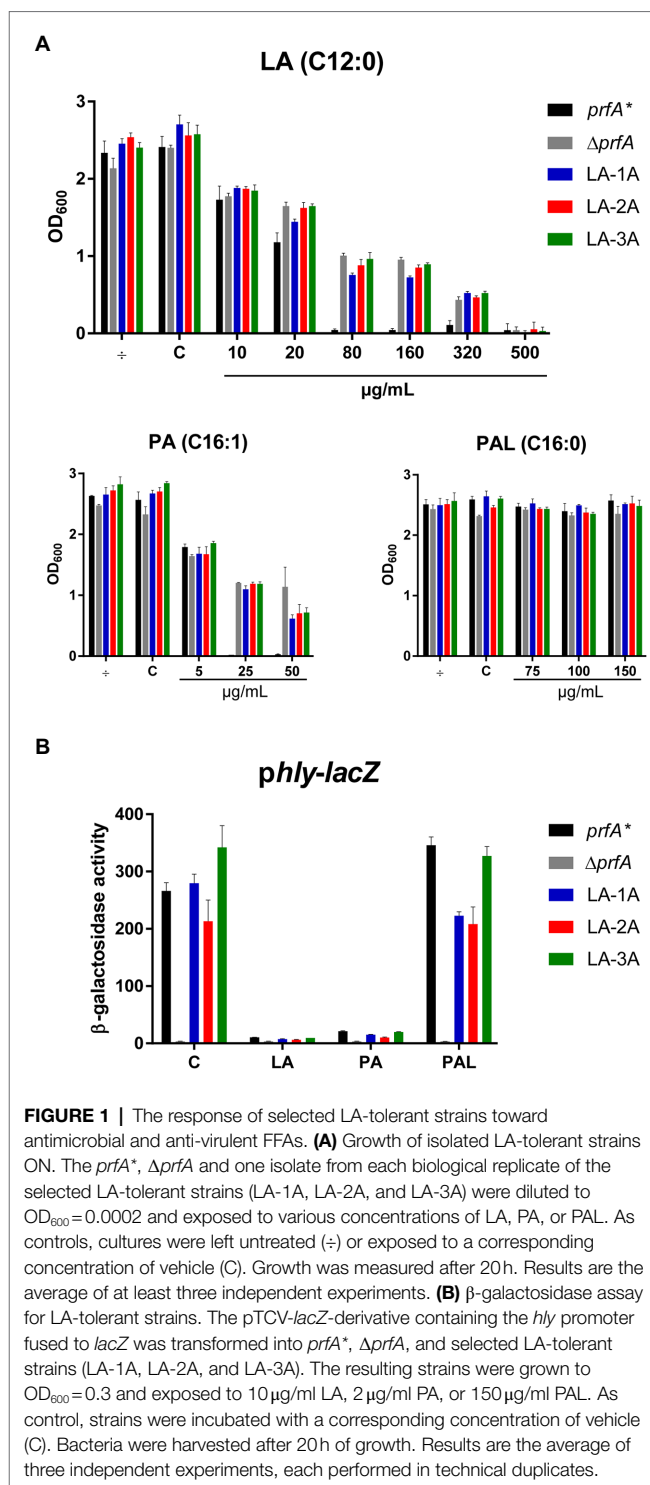 A
LA (C12:0)
OD600
3
2
1
0
÷ C 10 20 80 160 320 500
µg/mL
prfA*
ΔprfA
LA-1A
LA-2A
LA-3A
PA (C16:1)
OD600
3
2
1
0
÷ C 5 25 50
µg/mL
PAL (C16:0)
OD600
3
2
1
0
÷ C 75 100 150
µg/mL
B
phly-lacZ
β-galactosidase activity
400
300
200
100
0
C LA PA PAL
prfA*
ΔprfA
LA-1A
LA-2A
LA-3A
FIGURE 1 | The response of selected LA-tolerant strains toward
antimicrobial and anti-virulent FFAs. (A) Growth of isolated LA-tolerant strains
ON. The prfA*, ΔprfA and one isolate from each biological replicate of the
selected LA-tolerant strains (LA-1A, LA-2A, and LA-3A) were diluted to
OD600=0.0002 and exposed to various concentrations of LA, PA, or PAL. As
controls, cultures were left untreated (÷) or exposed to a corresponding
concentration of vehicle (C). Growth was measured after 20h. Results are the
average of at least three independent experiments. (B) β-galactosidase assay
for LA-tolerant strains. The pTCV-lacZ-derivative containing the hly promoter
fused to lacZ was transformed into prfA*, ΔprfA, and selected LA-tolerant
strains (LA-1A, LA-2A, and LA-3A). The resulting strains were grown to
OD600=0.3 and exposed to 10µg/ml LA, 2µg/ml PA, or 150µg/ml PAL. As
control, strains were incubated with a corresponding concentration of vehicle
(C). Bacteria were harvested after 20h of growth. Results are the average of
three independent experiments, each performed in technical duplicates.